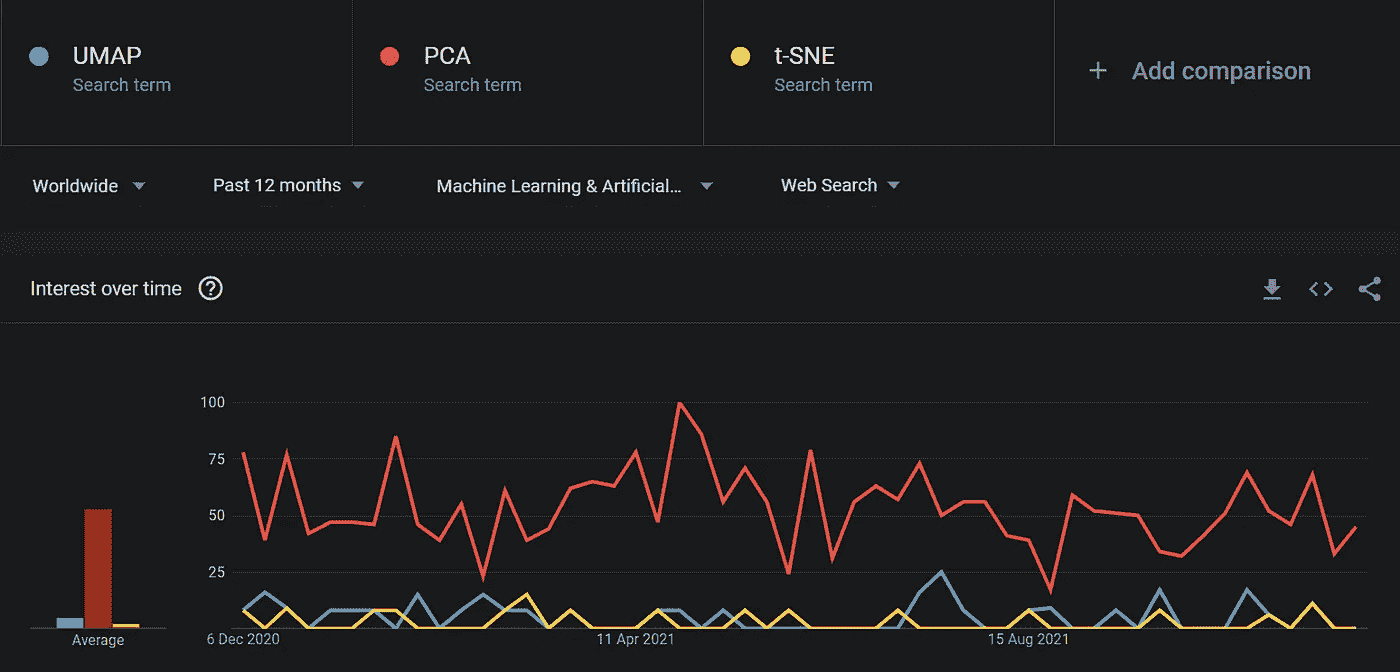 UMAP
Search term
PCA
Search term
t-SNE
Search term
+ Add comparison
Worldwide
Past 12 months
Machine Learning & Artificial...
Web Search
Interest over time ?
100
75
50
25
Average
6 Dec 2020
11 Apr 2021
15 Aug 2021